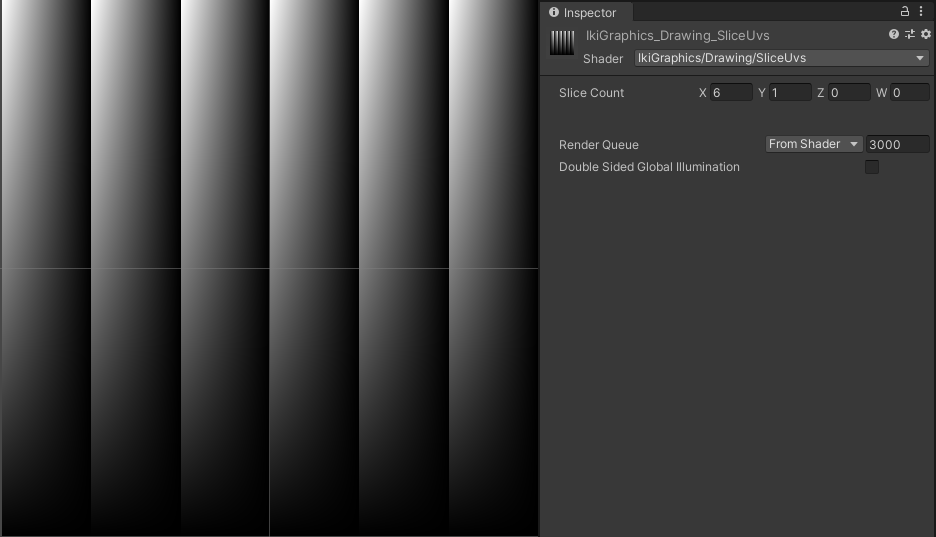 Inspector
IkiGraphics_Drawing_SliceUvs
Shader IkiGraphics/Drawing/SliceUvs
Slice Count X 6 Y 1 Z 0 W 0
Render Queue From Shader 3000
Double Sided Global Illumination